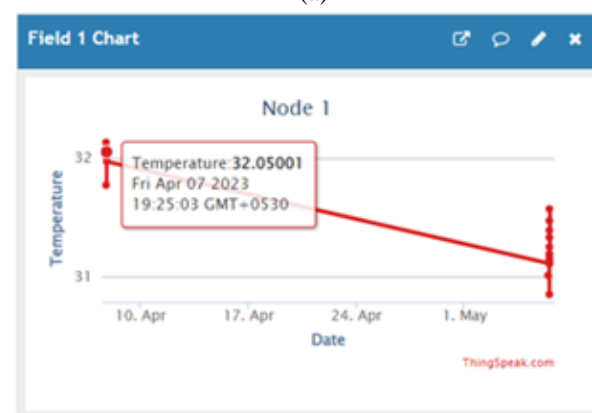 Field 1 Chart
Node 1
32
31
Temperature
Temperature:32.05001
Fri Apr 07 2023
19:25:03 GMT+0530
10. Apr
17. Apr
24. Apr
1. May
Date
ThingSpeak.com